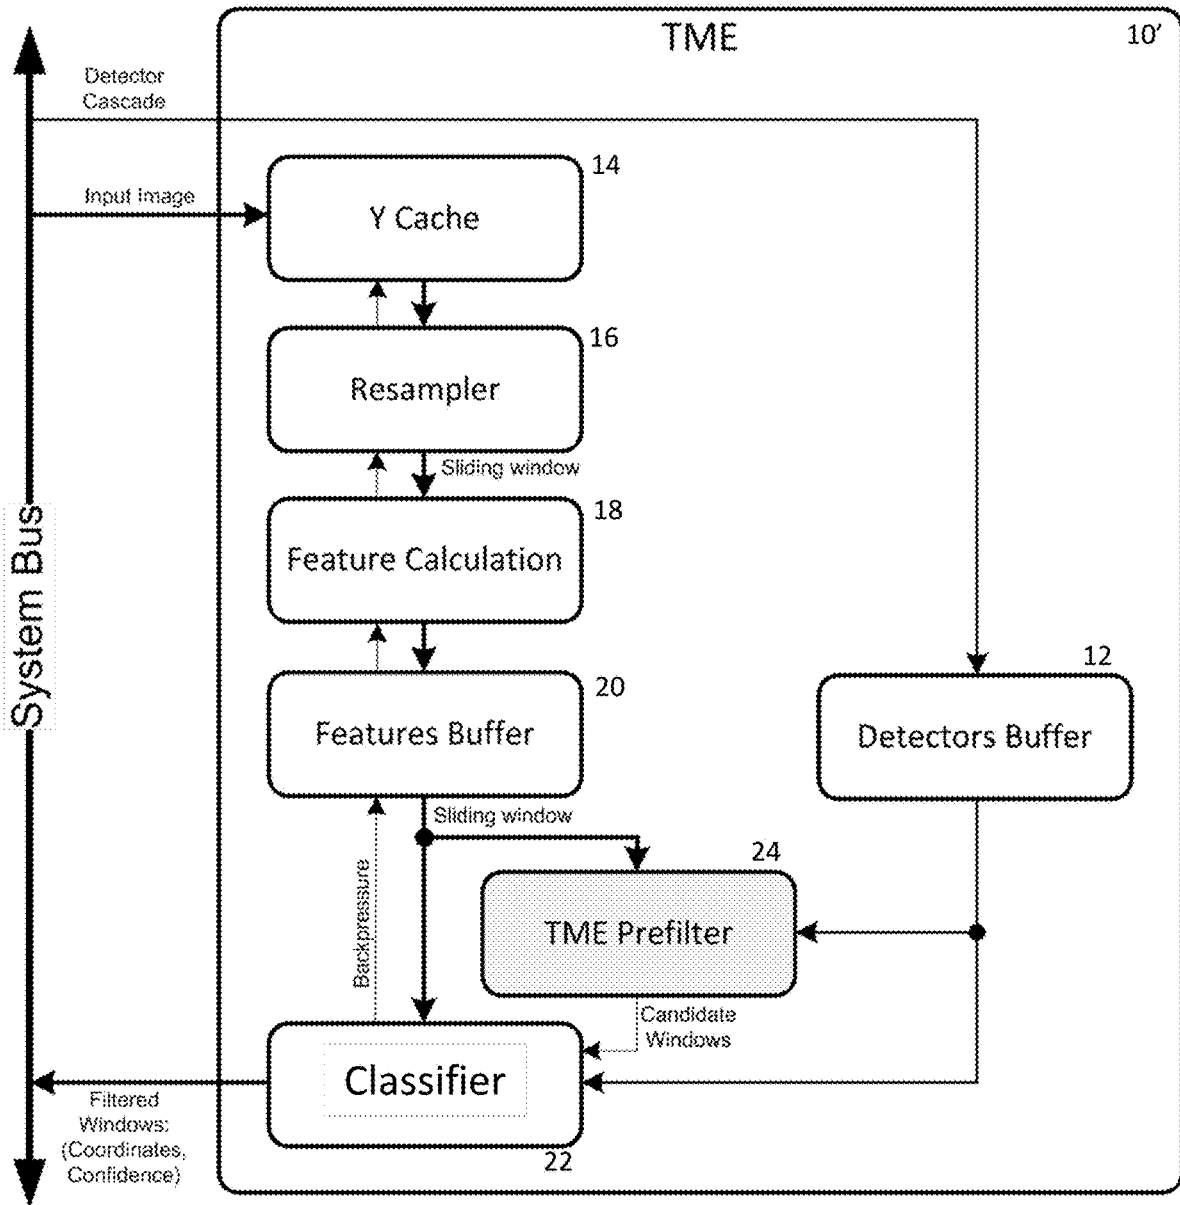 TME
10'
Detector
Cascade
14
Input Image
Y Cache
16
Resampler
Sliding window
18
Feature Calculation
System Bus
20
12
Features Buffer
Detectors Buffer
Sliding window
24
Backpressure
TME Prefilter
Candidate
Windows
Classifier
Filtered
Windows:
(Coordinates,
Confidence)
22